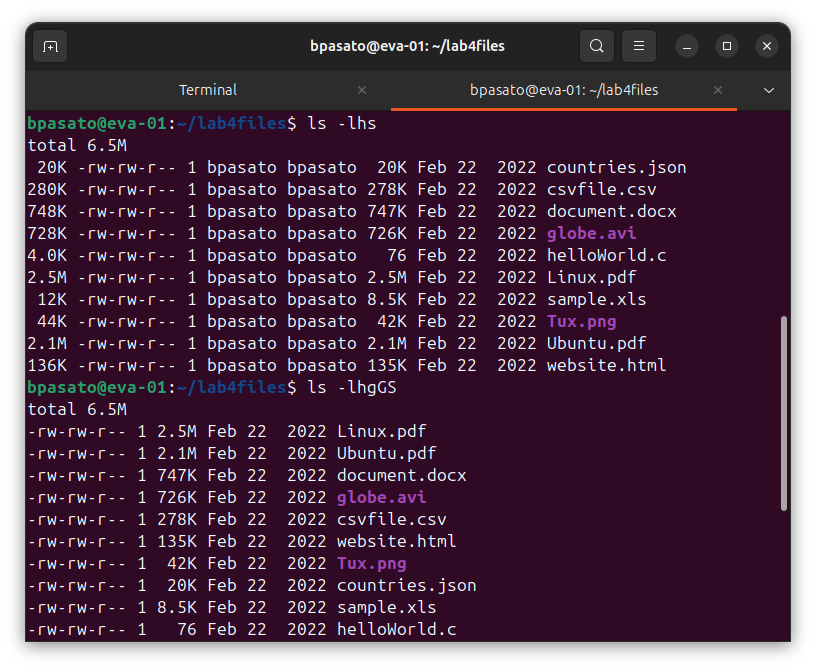 bpasato@eva-01: ~/lab4files
Terminal
bpasato@eva-01: ~/lab4files
bpasato@eva-01:~/lab4files$ ls -lhs
total 6.5M
 20K -rw-rw-r-- 1 bpasato bpasato  20K Feb 22  2022 countries.json
280K -rw-rw-r-- 1 bpasato bpasato 278K Feb 22  2022 csvfile.csv
748K -rw-rw-r-- 1 bpasato bpasato 747K Feb 22  2022 document.docx
728K -rw-rw-r-- 1 bpasato bpasato 726K Feb 22  2022 globe.avi
4.0K -rw-rw-r-- 1 bpasato bpasato   76 Feb 22  2022 helloWorld.c
2.5M -rw-rw-r-- 1 bpasato bpasato 2.5M Feb 22  2022 Linux.pdf
 12K -rw-rw-r-- 1 bpasato bpasato 8.5K Feb 22  2022 sample.xls
 44K -rw-rw-r-- 1 bpasato bpasato  42K Feb 22  2022 Tux.png
2.1M -rw-rw-r-- 1 bpasato bpasato 2.1M Feb 22  2022 Ubuntu.pdf
136K -rw-rw-r-- 1 bpasato bpasato 135K Feb 22  2022 website.html
bpasato@eva-01:~/lab4files$ ls -lhgGS
total 6.5M
-rw-rw-r-- 1 2.5M Feb 22  2022 Linux.pdf
-rw-rw-r-- 1 2.1M Feb 22  2022 Ubuntu.pdf
-rw-rw-r-- 1 747K Feb 22  2022 document.docx
-rw-rw-r-- 1 726K Feb 22  2022 globe.avi
-rw-rw-r-- 1 278K Feb 22  2022 csvfile.csv
-rw-rw-r-- 1 135K Feb 22  2022 website.html
-rw-rw-r-- 1  42K Feb 22  2022 Tux.png
-rw-rw-r-- 1  20K Feb 22  2022 countries.json
-rw-rw-r-- 1 8.5K Feb 22  2022 sample.xls
-rw-rw-r-- 1   76 Feb 22  2022 helloWorld.c